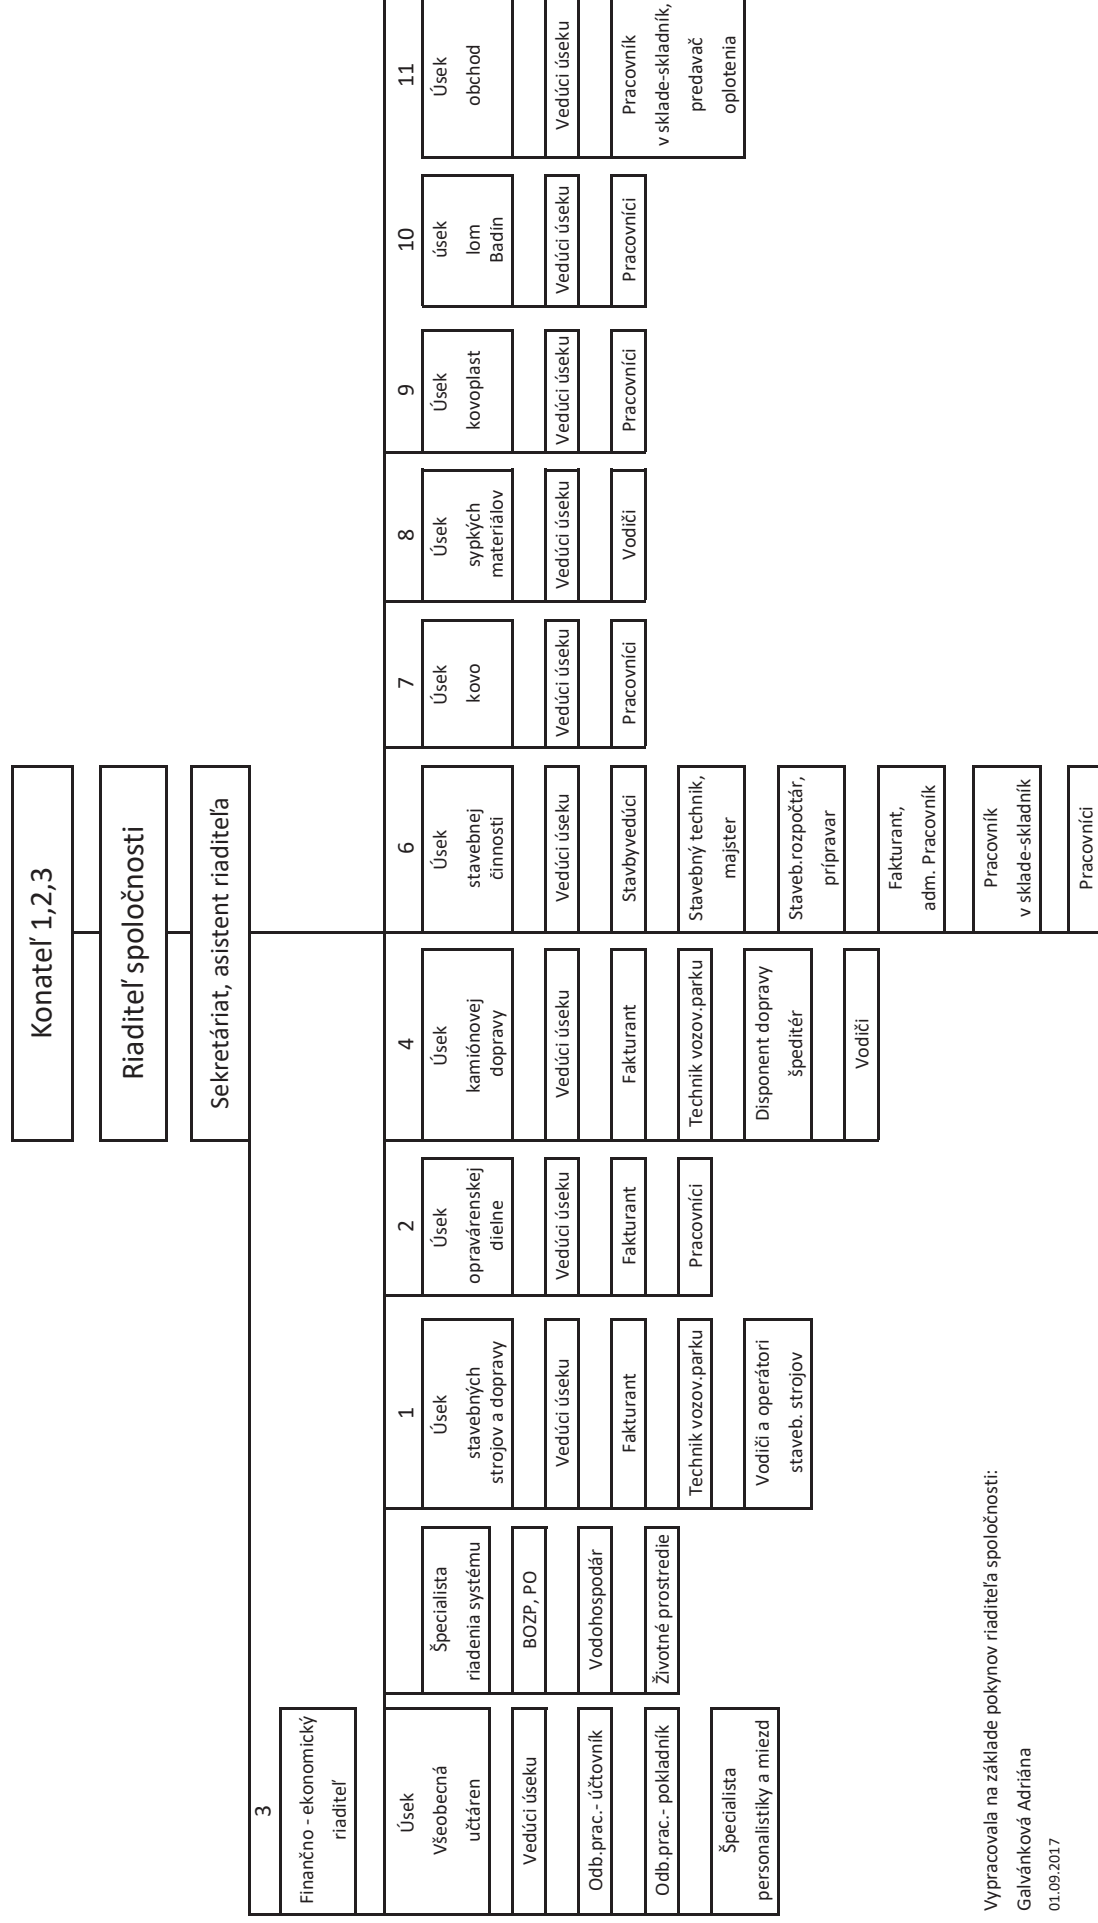 Konateľ 1,2,3
Riaditeľ spoločnosti
Sekretáriat, asistent riaditeľa
3
Finančno - ekonomický
riaditeľ
Úsek
Všeobecná
učtáren
Vedúci úseku
Odb.prac.- účtovník
Odb.prac.- pokladník
Špecialista
personalistiky a miezd
Špecialista
riadenia systému
BOZP, PO
Vodohospodár
Životné prostredie
1
Úsek
stavebných
strojov a dopravy
Vedúci úseku
Fakturant
Technik vozov.parku
Vodiči a operátori
staveb. strojov
2
Úsek
opravárenskej
dielne
Vedúci úseku
Fakturant
Pracovníci
4
Úsek
kamiónovej
dopravy
Vedúci úseku
Fakturant
Technik vozov.parku
Disponent dopravy
špeditér
Vodiči
6
Úsek
stavebnej
činnosti
Vedúci úseku
Stavbyvedúci
Stavebný technik,
majster
Staveb.rozpočtár,
prípravar
Fakturant,
adm. Pracovník
Pracovník
v sklade-skladník
Pracovníci
7
Úsek
kovo
Vedúci úseku
Pracovníci
8
Úsek
sypkých
materiálov
Vedúci úseku
Vodiči
9
Úsek
kovoplast
Vedúci úseku
Pracovníci
10
úsek
lom
Badín
Vedúci úseku
Pracovníci
11
Úsek
obchod
Vedúci úseku
Pracovník
v sklade-skladník,
predavač
oplotenia
Vypracovala na základe pokynov riaditeľa spoločnosti:
Galvánková Adriána
01.09.2017